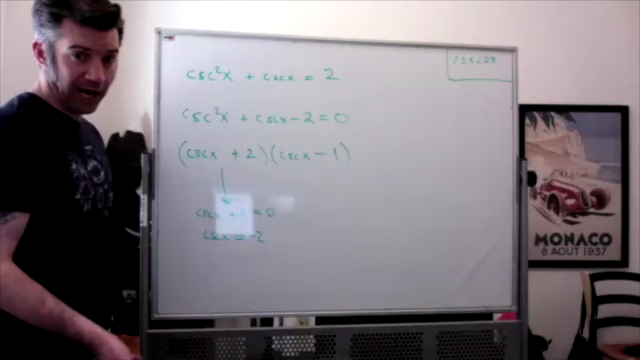 csc²x + cscx = 2
0 ≤ x < 2π
csc²x + cscx - 2 = 0
(cscx + 2)(cscx - 1)
cscx + 2 = 0
cscx = -2
MONACO
8 AOUT 1937